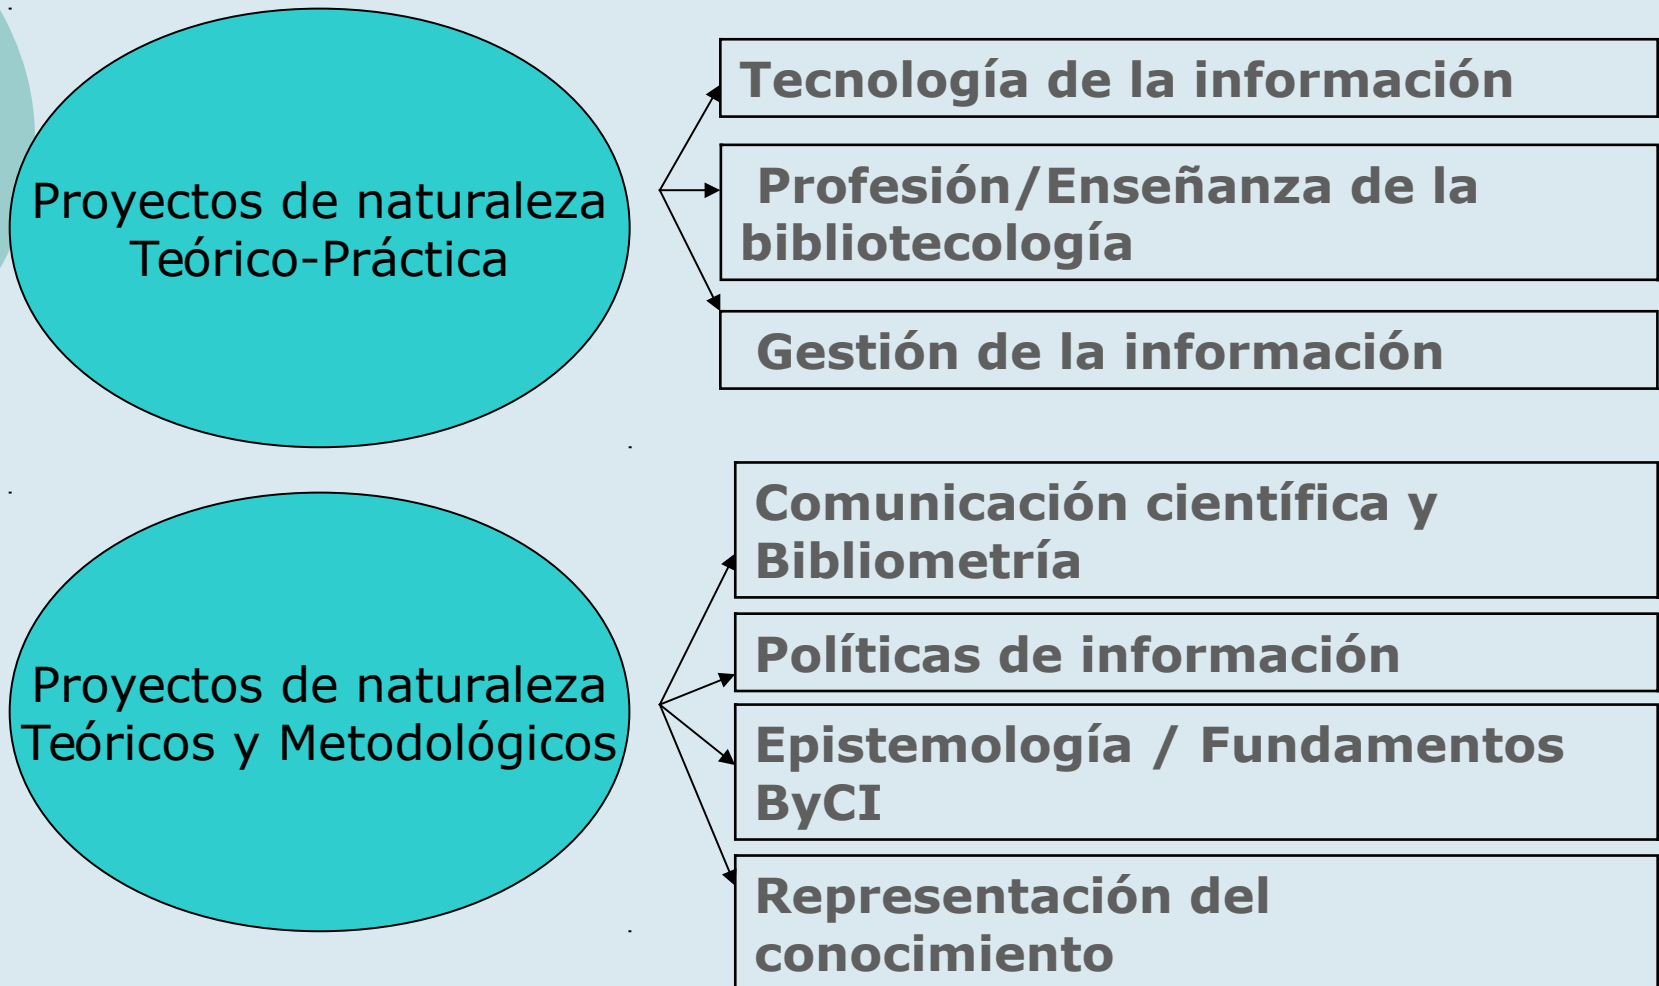 Proyectos de naturaleza
Teórico-Práctica
Tecnología de la información
Profesión/Enseñanza de la
bibliotecología
Gestión de la información
Proyectos de naturaleza
Teóricos y Metodológicos
Comunicación científica y
Bibliometría
Políticas de información
Epistemología / Fundamentos
ByCI
Representación del
conocimiento